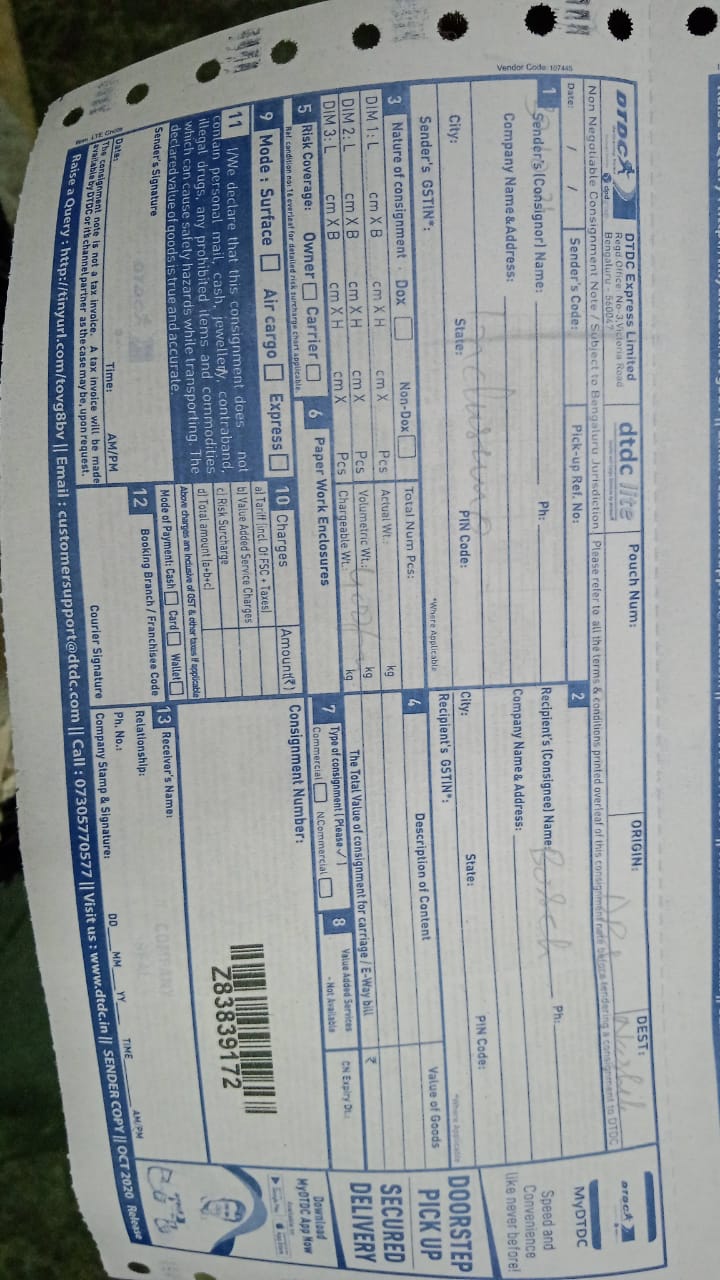 Vendor Code: 107445
DTDC
dpd
DTDC Express Limited
Regd Office: No-3, Victoria Road
Bengaluru - 560047
dtdc lite
Pouch Num:
ORIGIN:
DEST:
Non Negotiable Consignment Note / Subject to Bengaluru Jurisdiction
Please refer to all the terms & conditions printed overleaf of this consignment note before tendering a consignment to DTDC
Date: / /
Sender's Code:
Pick-up Ref. No:
1 Sender's (Consignor) Name:
Ph:
Company Name & Address:
City:
State:
PIN Code:
Sender's GSTIN*:
*Where Applicable
2 Recipient's (Consignee) Name: Bosch
Ph:
Company Name & Address:
City:
State:
PIN Code:
Recipient's GSTIN*:
*Where Applicable
3 Nature of consignment Dox Non-Dox
Total Num Pcs:
DIM 1: L cm X B cm X H cm X Pcs
Actual Wt.: kg
DIM 2: L cm X B cm X H cm X Pcs
Volumetric Wt.: kg
DIM 3: L cm X B cm X H cm X Pcs
Chargeable Wt.: kg
4 Description of Content
Value of Goods
The Total Value of consignment for carriage / E-Way bill ₹
5 Risk Coverage: Owner Carrier
Ref condition no:16 overleaf for detailed risk surcharge chart applicable.
6 Paper Work Enclosures
7 Type of consignment (Please ✓)
Commercial N.Commercial
8 Value Added Services
- Not Available
CN Expiry Dt.:
9 Mode: Surface Air cargo Express
10 Charges Amount(₹)
a) Tariff (incl. Of FSC + Taxes)
b) Value Added Service Charges
c) Risk Surcharge
d) Total amount (a+b+c)
Above charges are inclusive of GST & other taxes if applicable
Mode of Payment: Cash Card Wallet
11 I/We declare that this consignment does not
contain personal mail, cash, jewellery, contraband,
illegal drugs, any prohibited items and commodities
which can cause safety hazards while transporting. The
declared value of goods is true and accurate.
Sender's Signature
Date:
Time: AM/PM
The consignment note is not a tax invoice. A tax invoice will be made
available by DTDC or its channel partner as the case may be, upon request.
12 Booking Branch / Franchisee Code
Courier Signature
Consignment Number:
Z83839172
13 Receiver's Name:
Relationship:
Ph. No.:
Company Stamp & Signature:
DD MM YY TIME AM/PM
Raise a Query : http://tinyurl.com/tovg8bv || Email : customersupport@dtdc.com || Call : 07305770577 || Visit us : www.dtdc.in || SENDER COPY || OCT 2020 Release
DTDC
MyDTDC
Speed and
Convenience
like never before!
DOORSTEP
PICK UP
SECURED
DELIVERY
Download
MyDTDC App Now